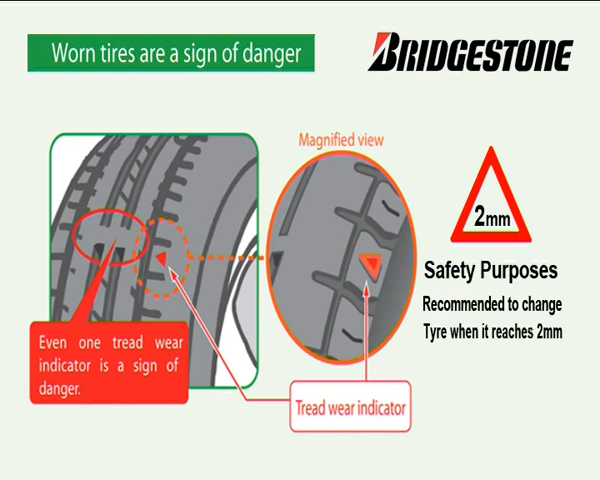 Worn tires are a sign of danger
BRIDGESTONE
Magnified view
2mm
Safety Purposes
Recommended to change
Tyre when it reaches 2mm
Even one tread wear
indicator is a sign of
danger.
Tread wear indicator